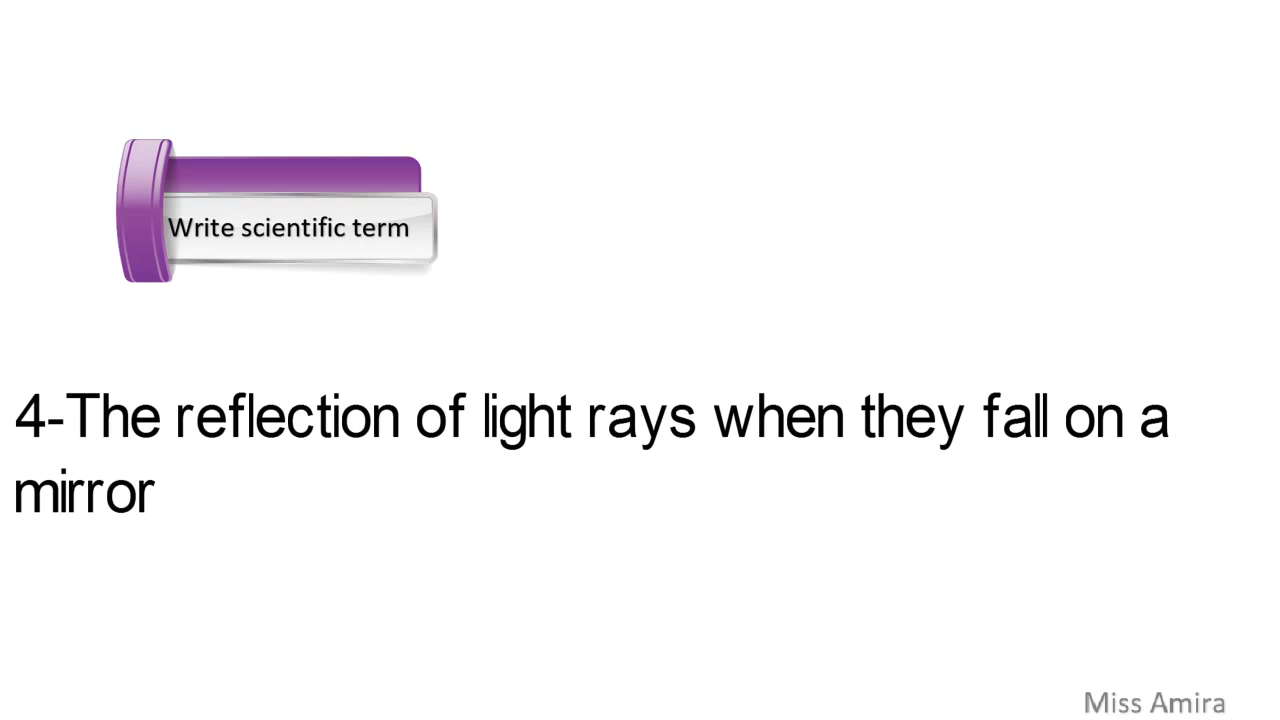 Write scientific term
4-The reflection of light rays when they fall on a
mirror
Miss Amira